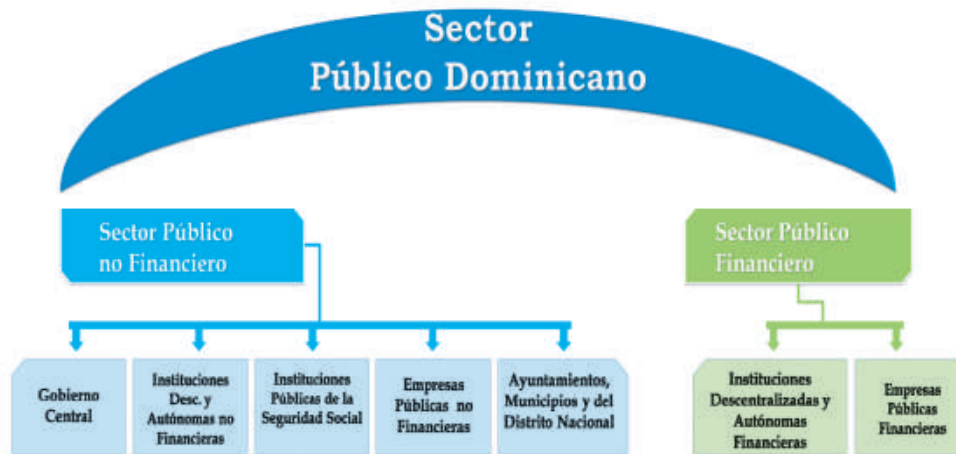 Sector
Público Dominicano
Sector Público
no Financiero
Sector Público
Financiero
Gobierno
Central
Instituciones
Desc. y
Autónomas no
Financieras
Instituciones
Públicas de la
Seguridad Social
Empresas
Públicas no
Financieras
Ayuntamientos,
Municipios y del
Distrito Nacional
Instituciones
Descentralizadas y
Autónomas
Financieras
Empresas
Públicas
Financieras